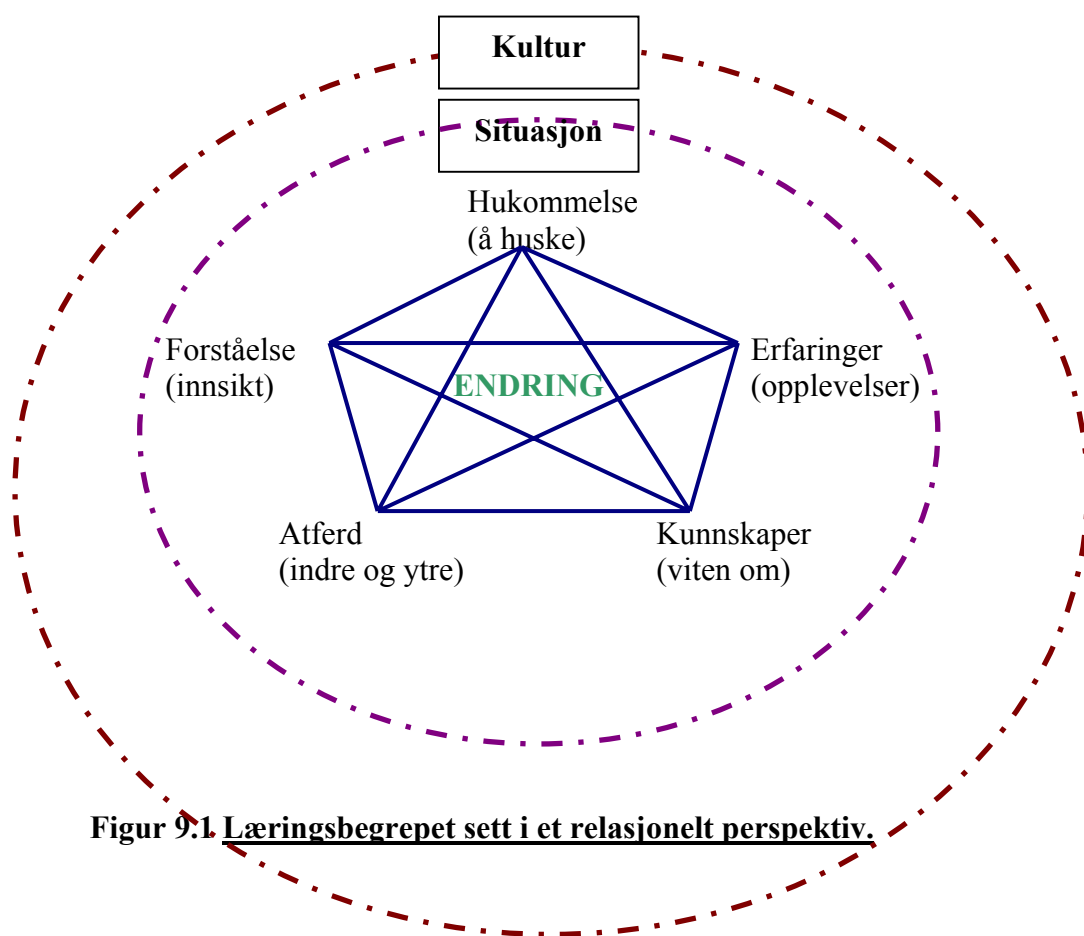 Kultur
Situasjon
Hukommelse
(å huske)
Forståelse
(innsikt)
Erfaringer
(opplevelser)
ENDRING
Atferd
(indre og ytre)
Kunnskaper
(viten om)
Figur 9.1 Læringsbegrepet sett i et relasjonelt perspektiv.